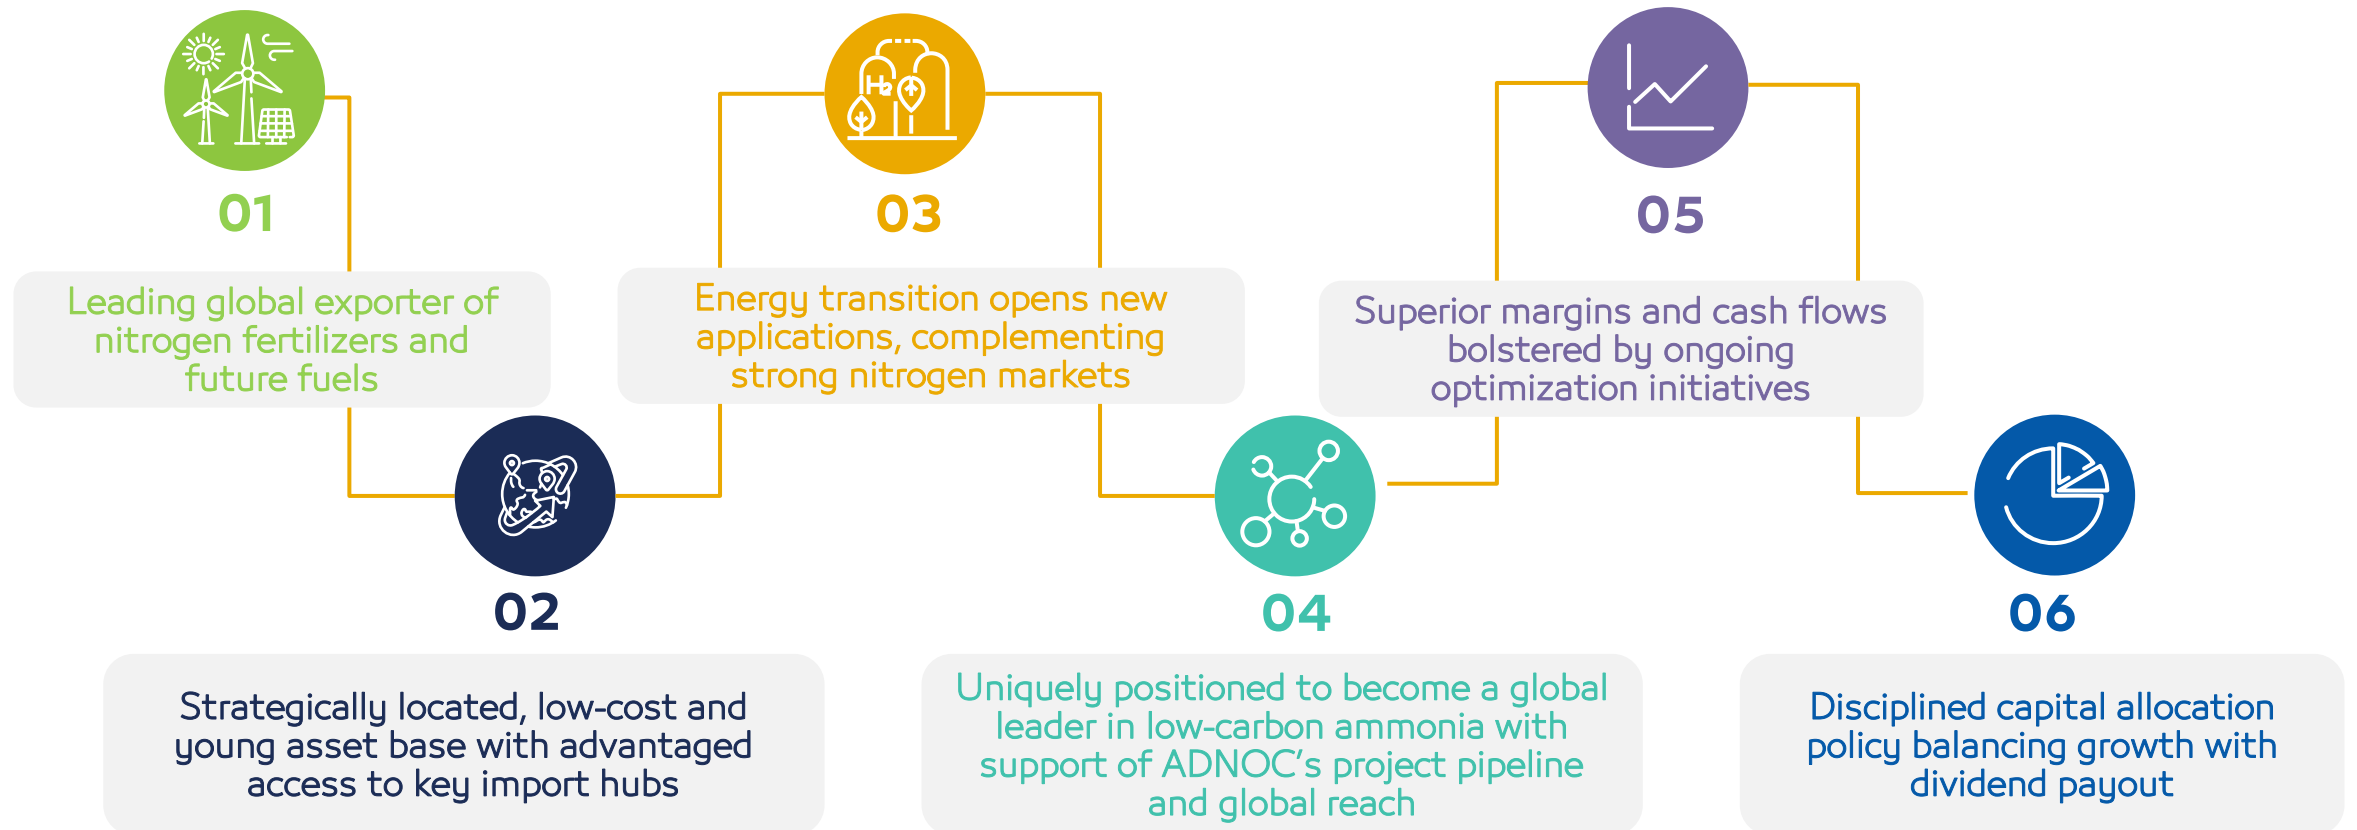 H2
01
Leading global exporter of
nitrogen fertilizers and
future fuels
02
Strategically located, low-cost and
young asset base with advantaged
access to key import hubs
03
Energy transition opens new
applications, complementing
strong nitrogen markets
04
Uniquely positioned to become a global
leader in low-carbon ammonia with
support of ADNOC’s project pipeline
and global reach
05
Superior margins and cash flows
bolstered by ongoing
optimization initiatives
06
Disciplined capital allocation
policy balancing growth with
dividend payout